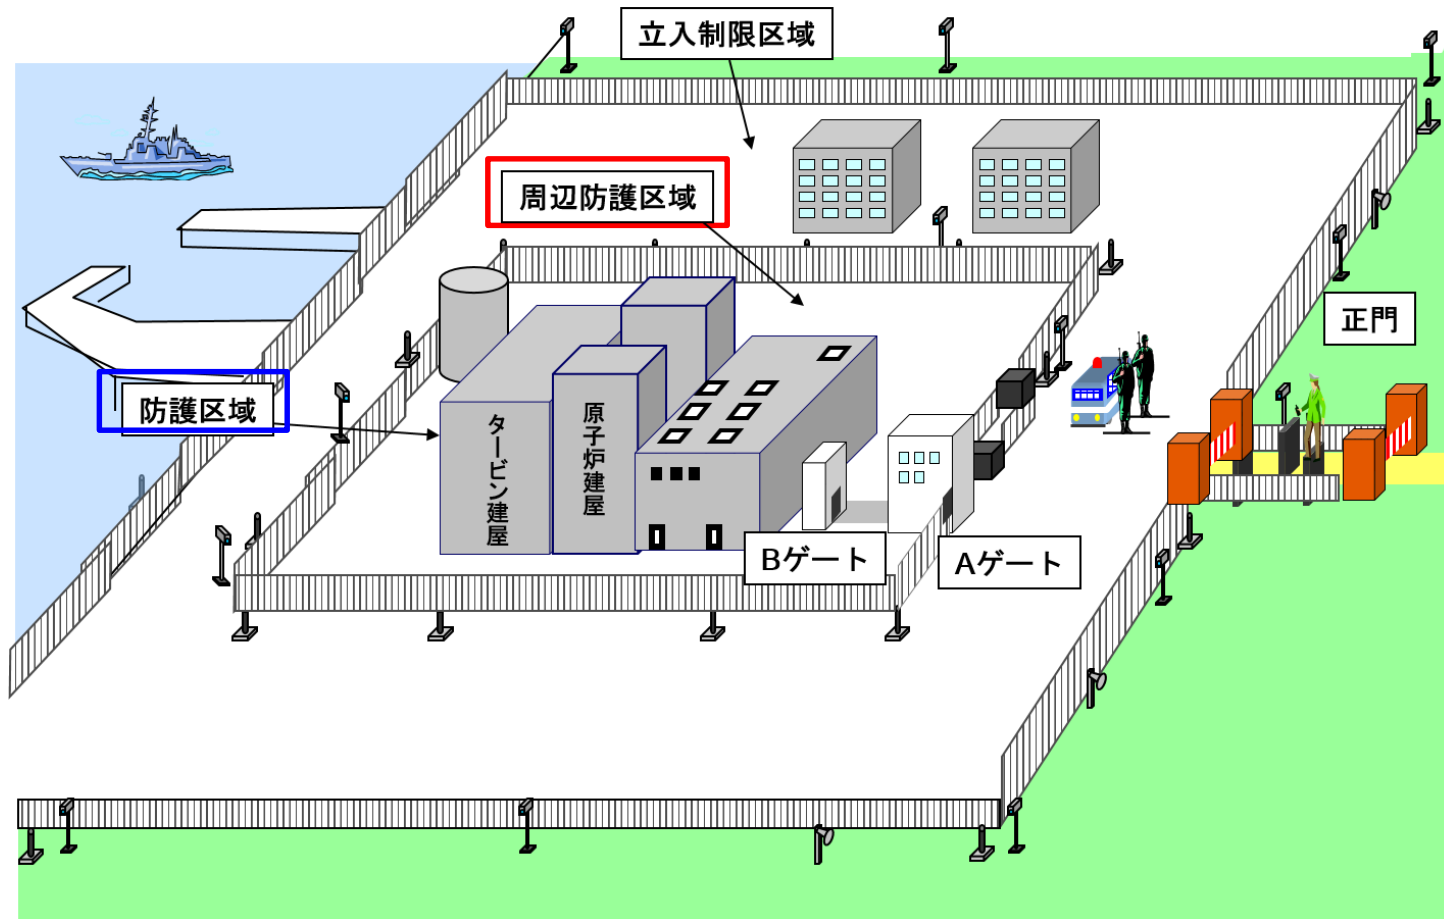 立入制限区域
周辺防護区域
正門
防護区域
タービン建屋
原子炉建屋
Bゲート
Aゲート